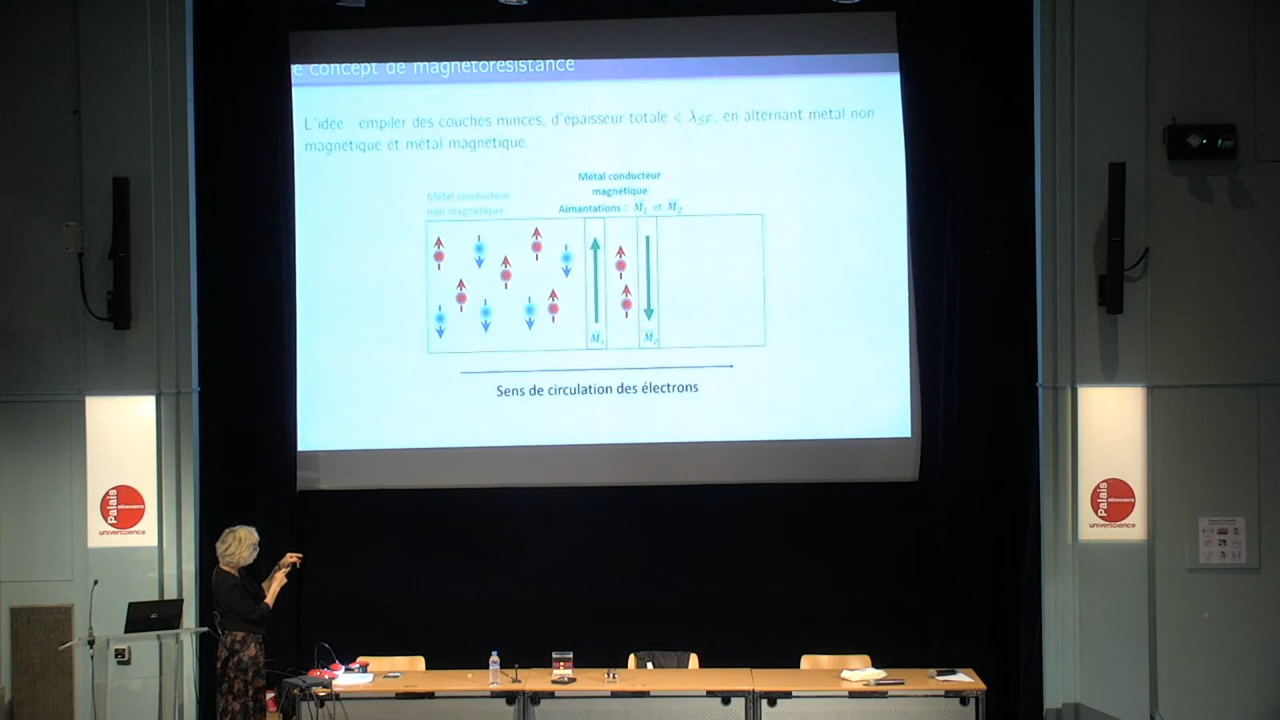 e concept de magnétorésistance
L'idée : empiler des couches minces, d'épaisseur totale < λSF, en alternant métal non
magnétique et métal magnétique.
Métal conducteur
non magnétique
Métal conducteur
magnétique
Aimantations : M1 et M2
M1
M2
Sens de circulation des électrons
Palais
DÉCOUVERTE
universcience
Palais
DÉCOUVERTE
universcience